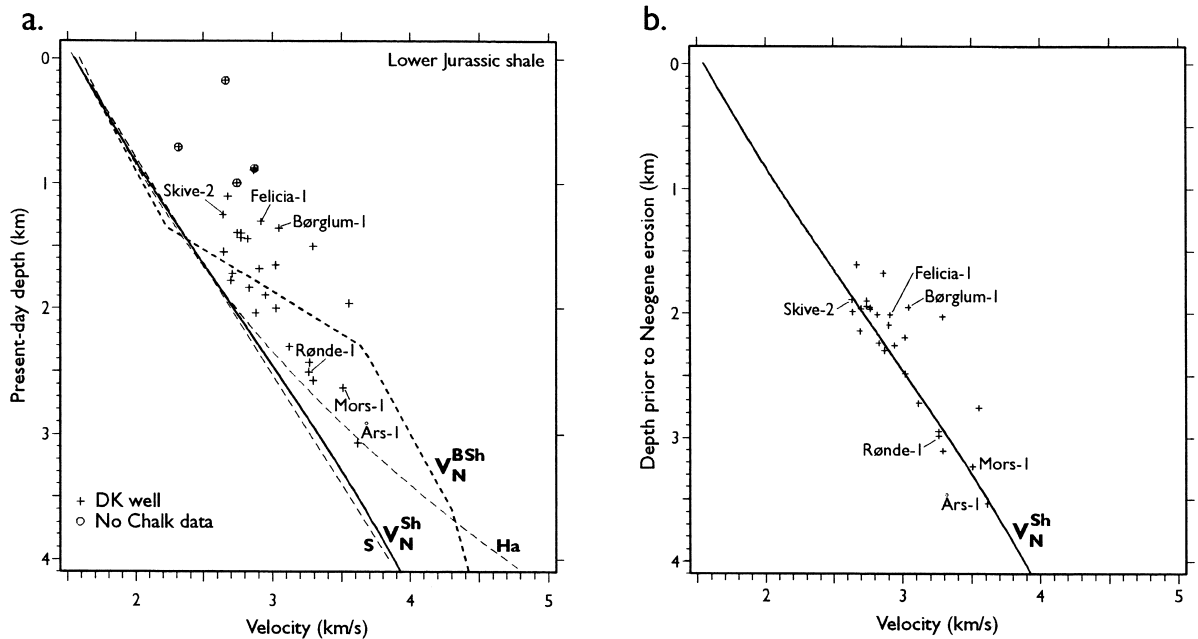 a.
Lower Jurassic shale
0
1
2
3
4
Present-day depth (km)
Skive-2
Felicia-1
Børglum-1
Rønde-1
Mors-1
Års-1
V_N^BSh
+ DK well
○ No Chalk data
S
V_N^Sh
Ha
2
3
4
5
Velocity (km/s)
b.
0
1
2
3
4
Depth prior to Neogene erosion (km)
Felicia-1
Børglum-1
Skive-2
Rønde-1
Mors-1
Års-1
V_N^Sh
2
3
4
5
Velocity (km/s)